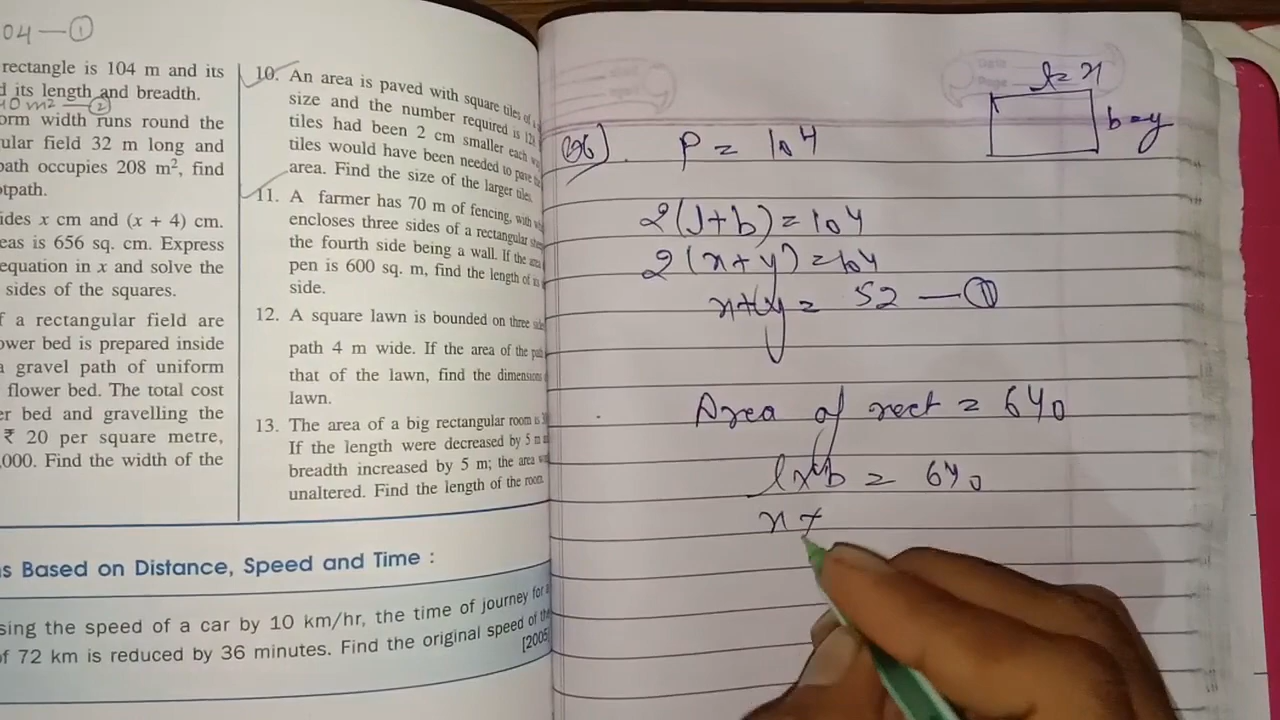 04 — ①
rectangle is 104 m and its
d its length and breadth.
40 m² — ②
orm width runs round the
ular field 32 m long and
path occupies 208 m², find
otpath.
ides x cm and (x + 4) cm.
eas is 656 sq. cm. Express
equation in x and solve the
sides of the squares.
f a rectangular field are
ower bed is prepared inside
a gravel path of uniform
flower bed. The total cost
er bed and gravelling the
₹ 20 per square metre,
,000. Find the width of the
10. An area is paved with square tiles of a
size and the number required is 128
tiles had been 2 cm smaller each
tiles would have been needed to pave the
area. Find the size of the larger tiles.
11. A farmer has 70 m of fencing, with
encloses three sides of a rectangular
the fourth side being a wall. If the
pen is 600 sq. m, find the length of
side.
12. A square lawn is bounded on three
path 4 m wide. If the area of the
that of the lawn, find the dimensions
lawn.
13. The area of a big rectangular room is
If the length were decreased by 5 m
breadth increased by 5 m; the area
unaltered. Find the length of the room.
s Based on Distance, Speed and Time :
sing the speed of a car by 10 km/hr, the time of journey for
of 72 km is reduced by 36 minutes. Find the original speed of the
[2005]
Date
Page
l = x
b = y
P = 104
2(l+b) = 104
2(x+y) = 104
x+y = 52 — ①
Area of rect = 640
l×b = 640
x ×